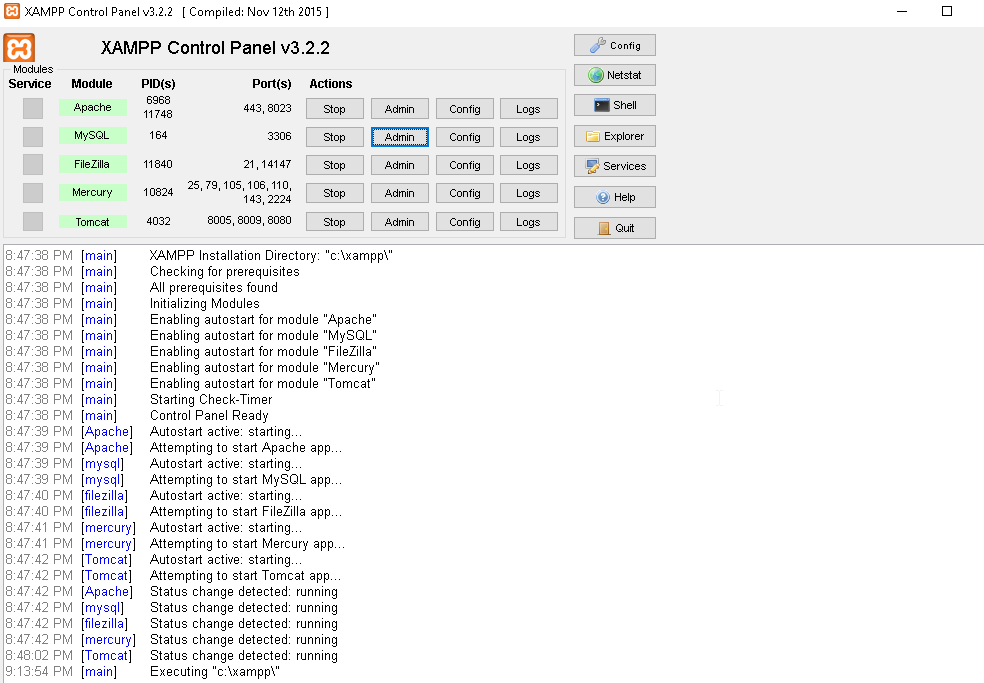 XAMPP Control Panel v3.2.2 [ Compiled: Nov 12th 2015 ]
XAMPP Control Panel v3.2.2
Modules
Service Module PID(s) Port(s) Actions
Apache 6968 11748 443, 8023 Stop Admin Config Logs
MySQL 164 3306 Stop Admin Config Logs
FileZilla 11840 21, 14147 Stop Admin Config Logs
Mercury 10824 25, 79, 105, 106, 110, 143, 2224 Stop Admin Config Logs
Tomcat 4032 8005, 8009, 8080 Stop Admin Config Logs
Config
Netstat
Shell
Explorer
Services
Help
Quit
8:47:38 PM [main] XAMPP Installation Directory: "c:\xampp\"
8:47:38 PM [main] Checking for prerequisites
8:47:38 PM [main] All prerequisites found
8:47:38 PM [main] Initializing Modules
8:47:38 PM [main] Enabling autostart for module "Apache"
8:47:38 PM [main] Enabling autostart for module "MySQL"
8:47:38 PM [main] Enabling autostart for module "FileZilla"
8:47:38 PM [main] Enabling autostart for module "Mercury"
8:47:38 PM [main] Enabling autostart for module "Tomcat"
8:47:38 PM [main] Starting Check-Timer
8:47:38 PM [main] Control Panel Ready
8:47:39 PM [Apache] Autostart active: starting...
8:47:39 PM [Apache] Attempting to start Apache app...
8:47:39 PM [mysql] Autostart active: starting...
8:47:39 PM [mysql] Attempting to start MySQL app...
8:47:40 PM [filezilla] Autostart active: starting...
8:47:40 PM [filezilla] Attempting to start FileZilla app...
8:47:41 PM [mercury] Autostart active: starting...
8:47:41 PM [mercury] Attempting to start Mercury app...
8:47:42 PM [Tomcat] Autostart active: starting...
8:47:42 PM [Tomcat] Attempting to start Tomcat app...
8:47:42 PM [Apache] Status change detected: running
8:47:42 PM [mysql] Status change detected: running
8:47:42 PM [filezilla] Status change detected: running
8:47:42 PM [mercury] Status change detected: running
8:48:02 PM [Tomcat] Status change detected: running
9:13:54 PM [main] Executing "c:\xampp\"